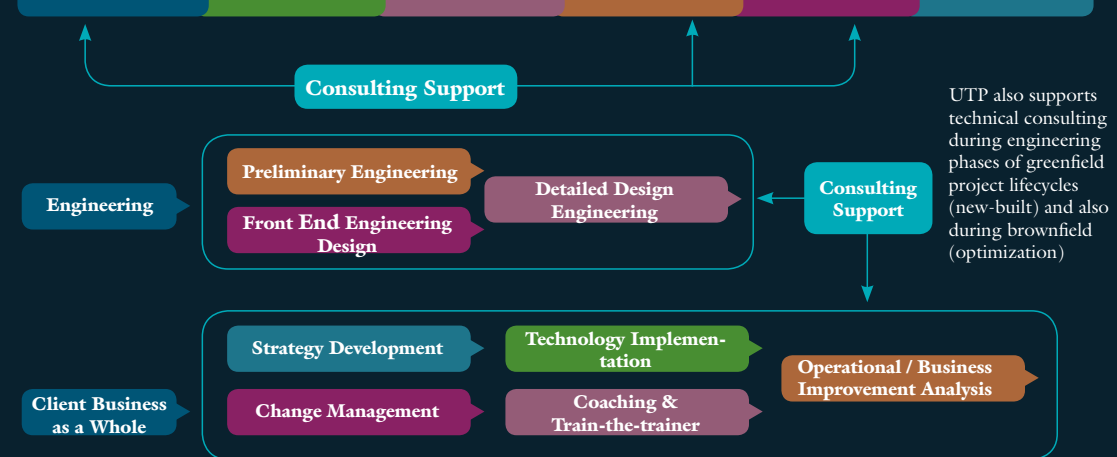 Consulting Support
UTP also supports
technical consulting
during engineering
phases of greenfield
project lifecycles
(new-built) and also
during brownfield
(optimization)
Engineering
Preliminary Engineering
Front End Engineering
Design
Detailed Design
Engineering
Consulting
Support
Client Business
as a Whole
Strategy Development
Change Management
Technology Implemen-
tation
Coaching &
Train-the-trainer
Operational / Business
Improvement Analysis